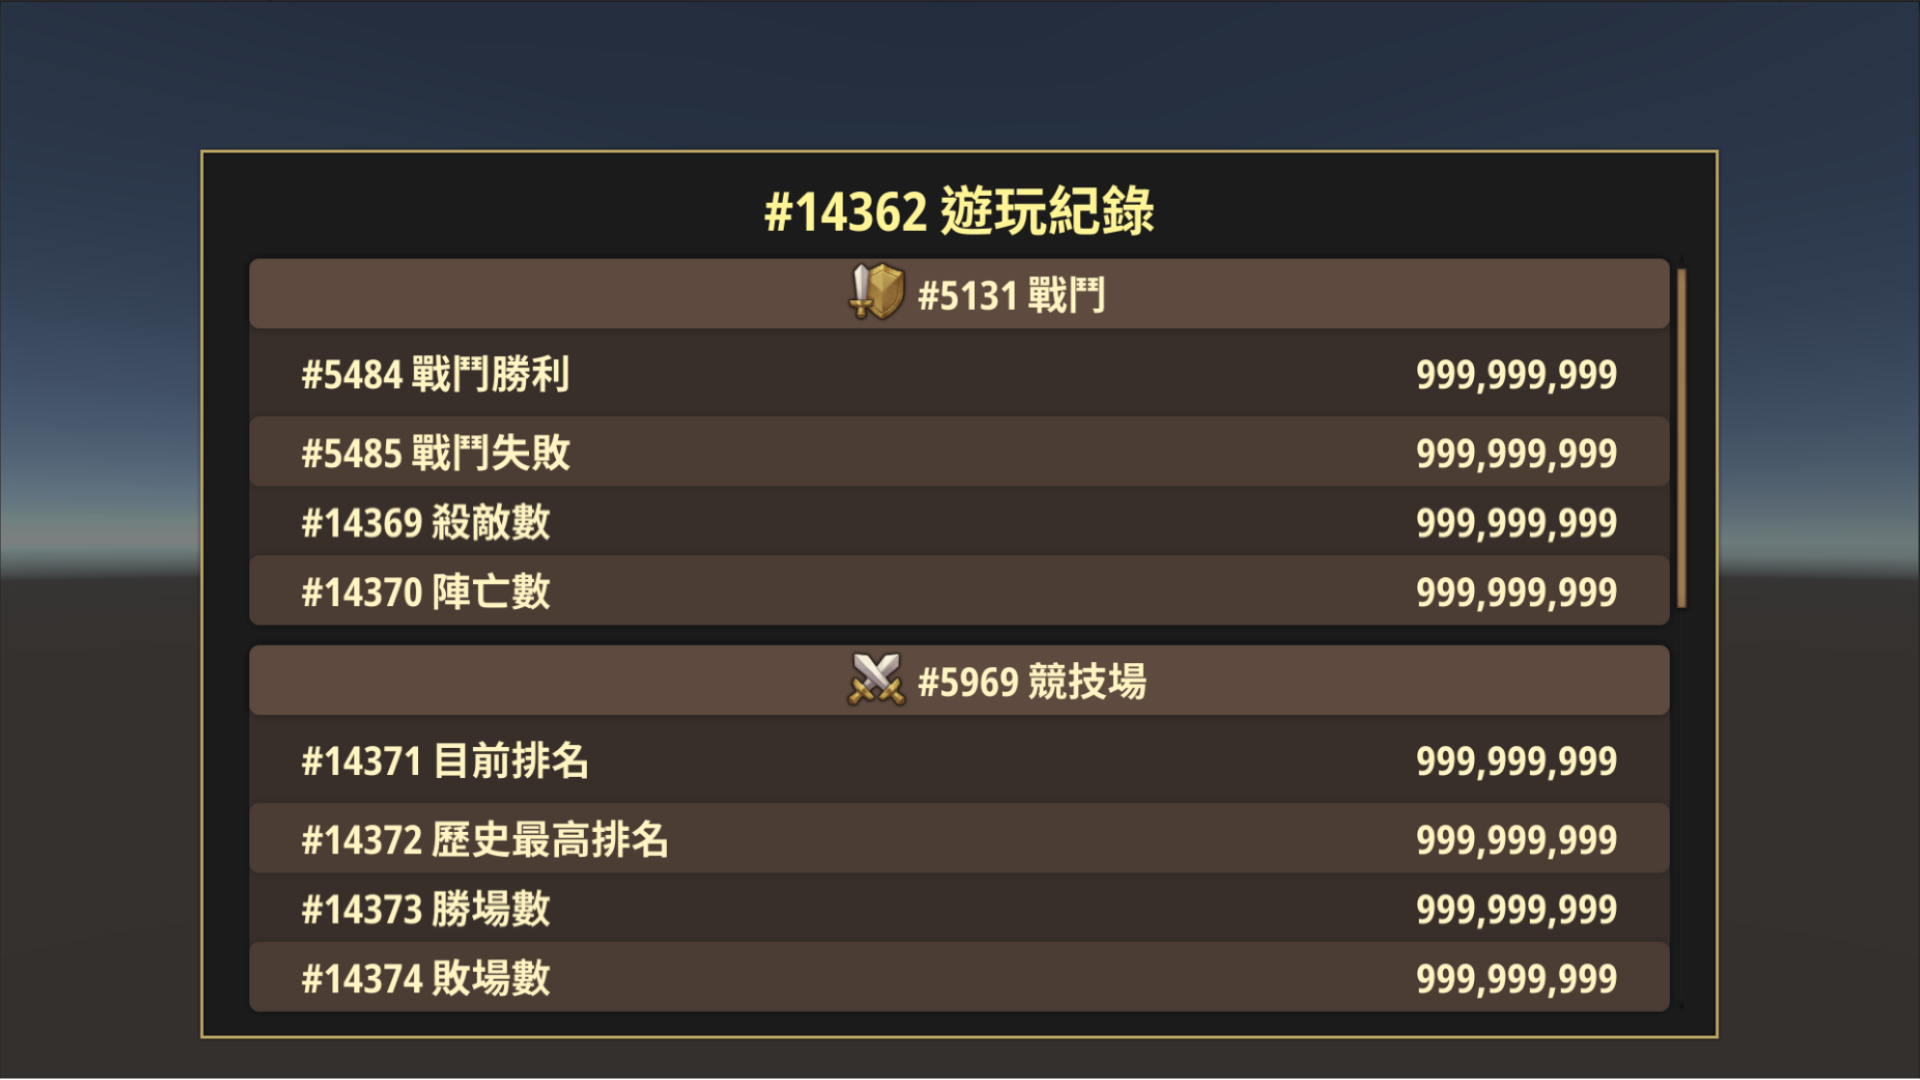 #14362 遊玩紀錄
#5131 戰鬥
#5484 戰鬥勝利 999,999,999
#5485 戰鬥失敗 999,999,999
#14369 殺敵數 999,999,999
#14370 陣亡數 999,999,999
#5969 競技場
#14371 目前排名 999,999,999
#14372 歷史最高排名 999,999,999
#14373 勝場數 999,999,999
#14374 敗場數 999,999,999